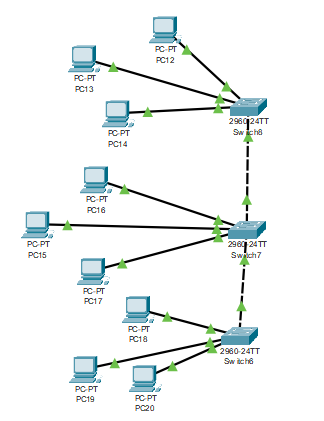 PC-PT
PC12
PC-PT
PC13
PC-PT
PC14
2960-24TT
Switch8
PC-PT
PC16
PC-PT
PC15
2960-24TT
Switch7
PC-PT
PC17
PC-PT
PC18
2960-24TT
Switch6
PC-PT
PC19
PC-PT
PC20